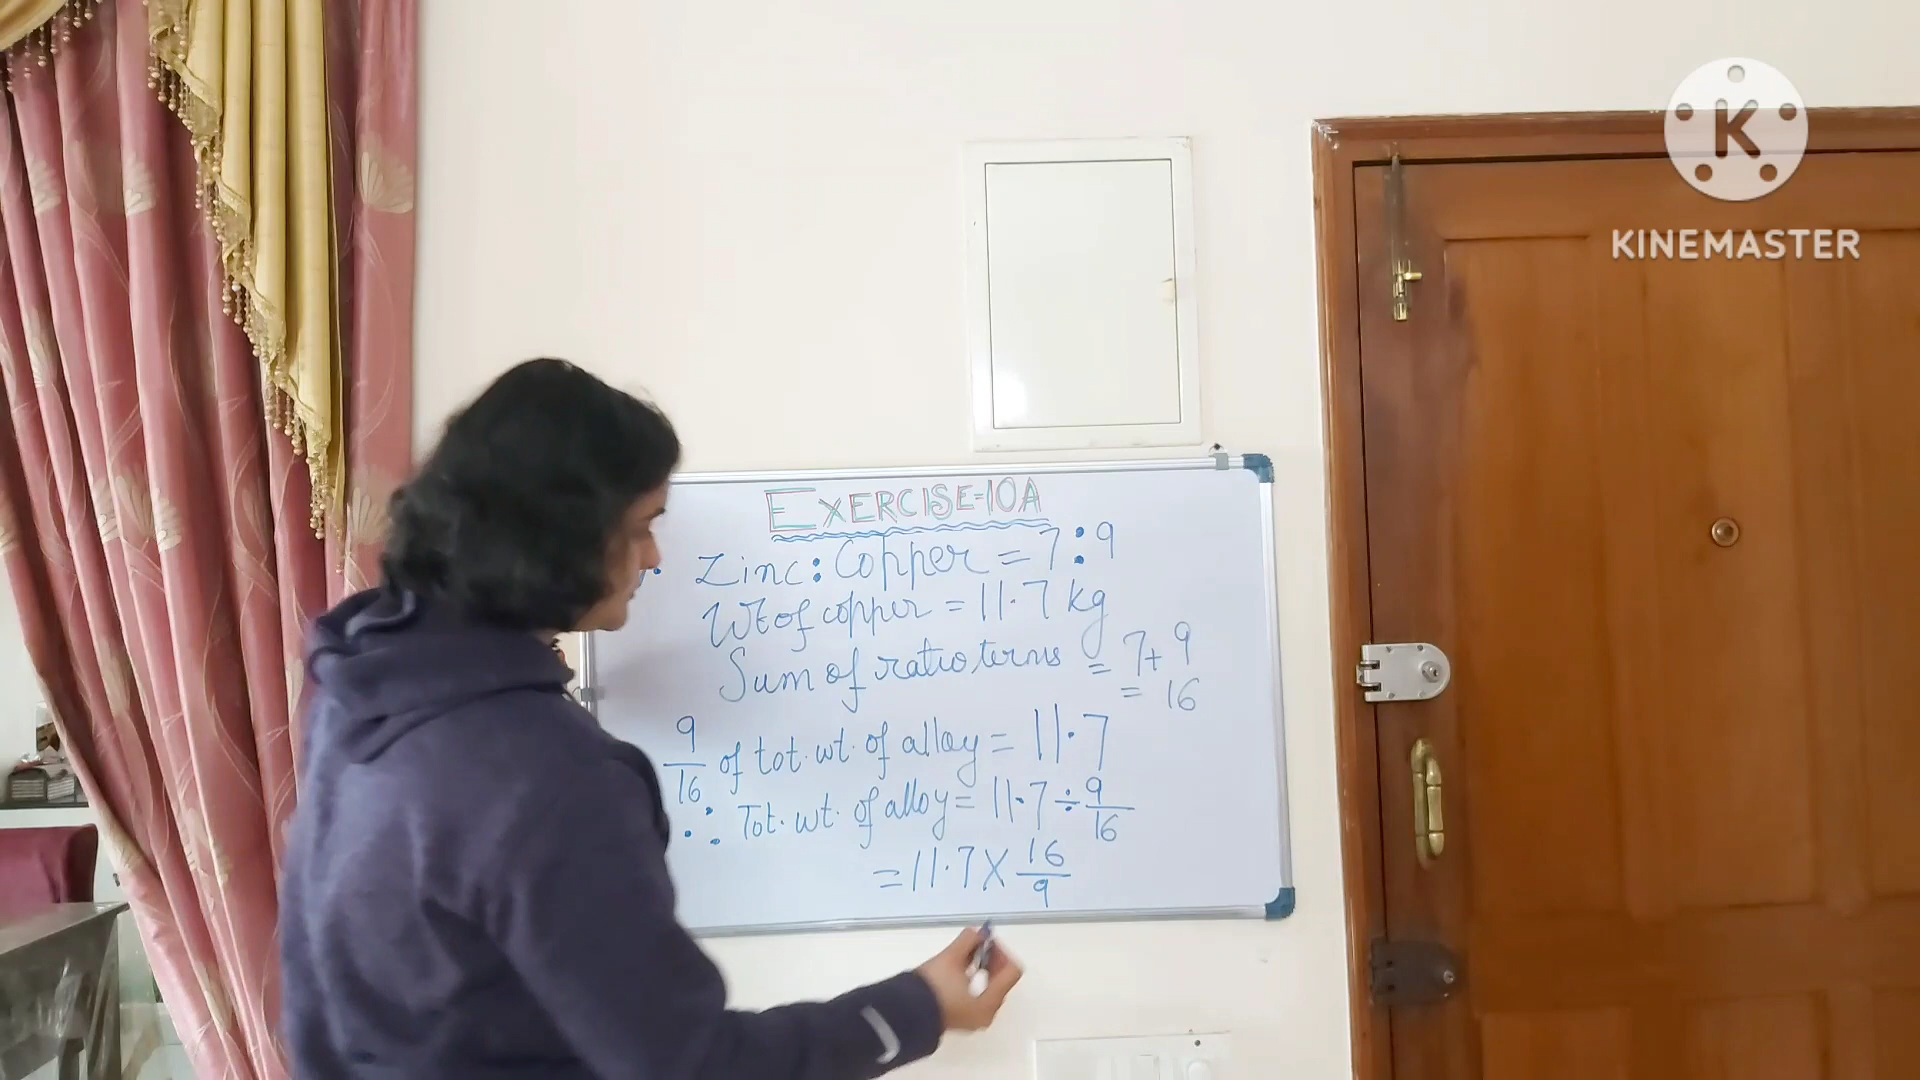 K
KINEMASTER
EXERCISE-10A
Zinc : Copper = 7 : 9
Wt of copper = 11.7 kg
Sum of ratio terms = 7+9
= 16
9/16 of tot. wt. of alloy = 11.7
∴ Tot. wt. of alloy = 11.7 ÷ 9/16
= 11.7 X 16/9